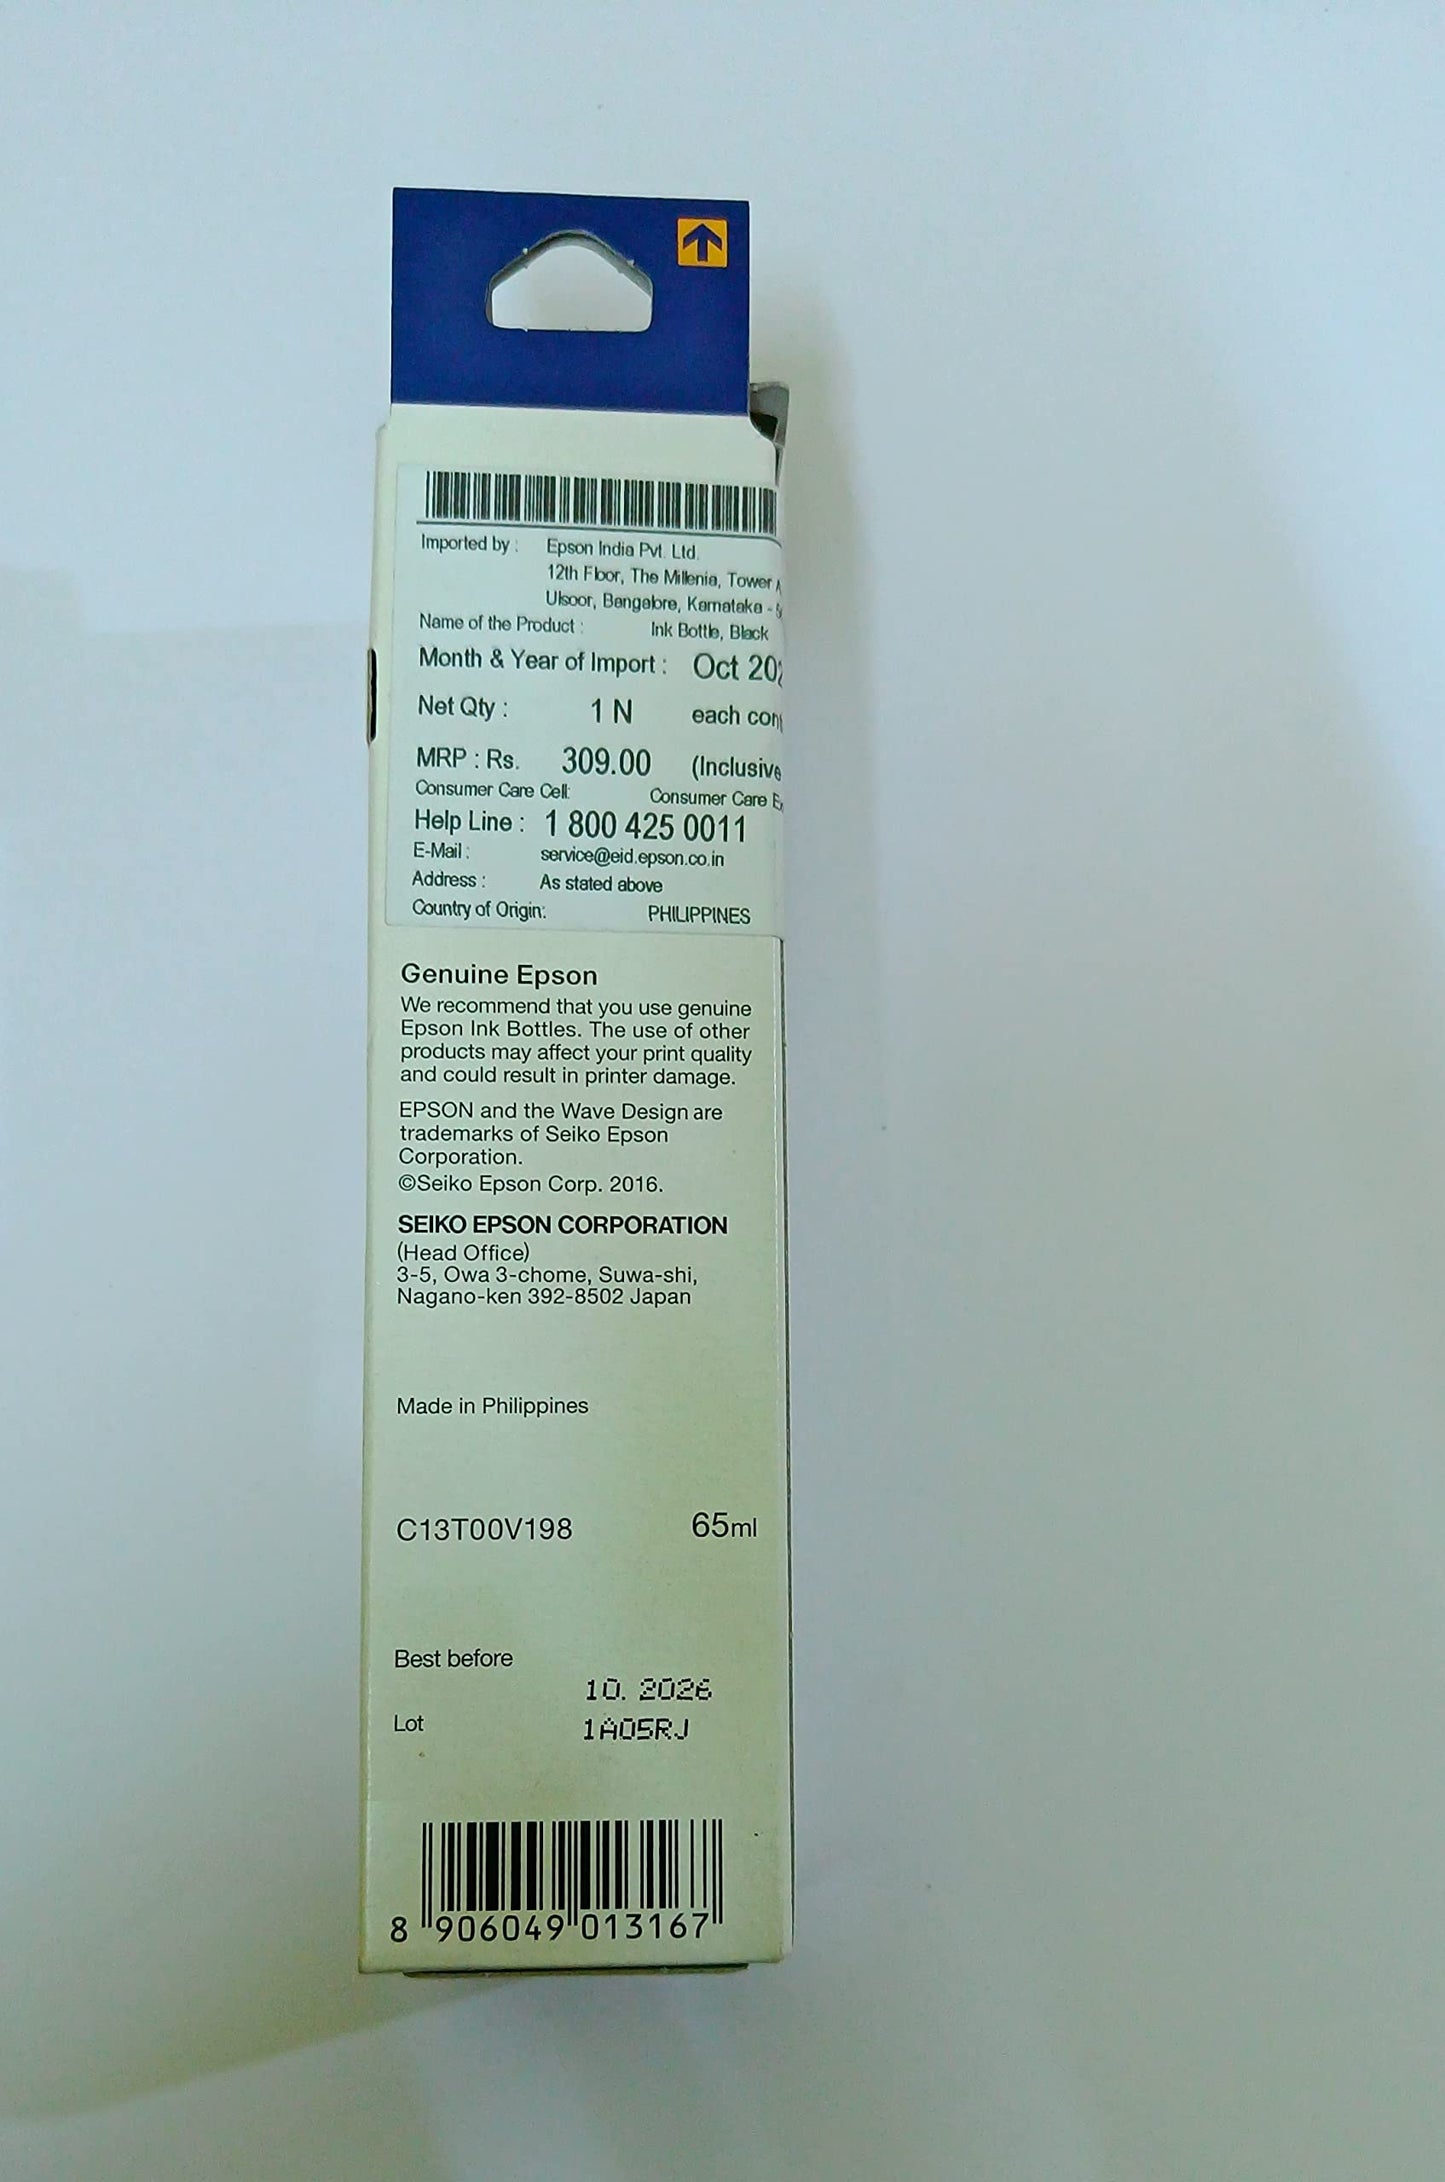 Imported by : Epson India Pvt. Ltd.
12th Floor, The Millenia, Tower
Ulsoor, Bangalore, Karnataka -
Name of the Product : Ink Bottle, Black
Month & Year of Import : Oct
Net Qty : 1 N each
MRP : Rs. 309.00 (Inclusive
Consumer Care Cell: Consumer Care
Help Line : 1 800 425 0011
E-Mail : service@eid.epson.co.in
Address : As stated above
Country of Origin: PHILIPPINES
Genuine Epson
We recommend that you use genuine
Epson Ink Bottles. The use of other
products may affect your print quality
and could result in printer damage.
EPSON and the Wave Design are
trademarks of Seiko Epson
Corporation.
©Seiko Epson Corp. 2016.
SEIKO EPSON CORPORATION
(Head Office)
3-5, Owa 3-chome, Suwa-shi,
Nagano-ken 392-8502 Japan
Made in Philippines
C13T00V198 65ml
Best before
10. 2026
Lot 1A05RJ
8 906049 013167